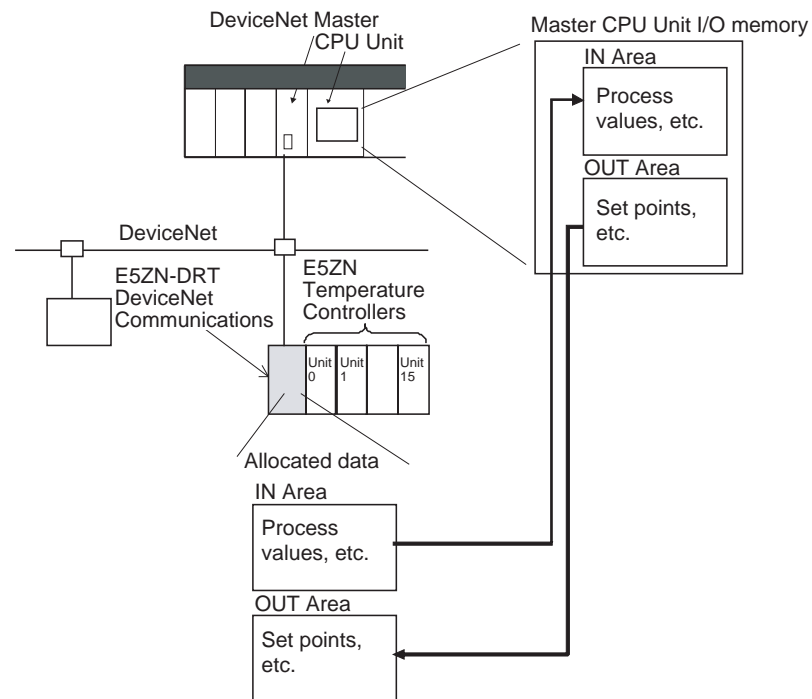 DeviceNet Master
CPU Unit
Master CPU Unit I/O memory
IN Area
Process
values, etc.
OUT Area
Set points,
etc.
DeviceNet
E5ZN-DRT
DeviceNet
Communications
E5ZN
Temperature
Controllers
Unit
0
Unit
1
Unit
15
Allocated data
IN Area
Process
values, etc.
OUT Area
Set points,
etc.